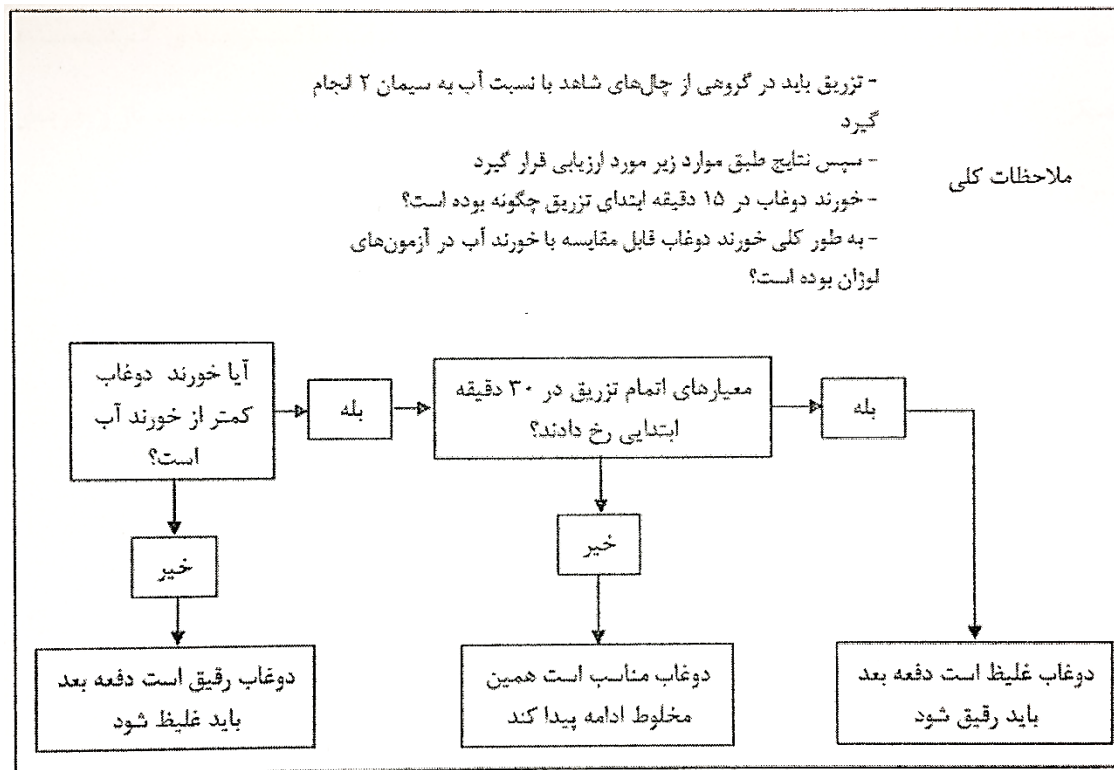 - تزریق باید در گروهی از چال‌های شاهد با نسبت آب به سیمان ۲ انجام
گیرد
- سپس نتایج طبق موارد زیر مورد ارزیابی قرار گیرد
ملاحظات کلی
- خورند دوغاب در ۱۵ دقیقه ابتدای تزریق چگونه بوده است؟
- به طور کلی خورند دوغاب قابل مقایسه با خورند آب در آزمون‌های
لوژان بوده است؟
آیا خورند دوغاب
کمتر از خورند آب
است؟
بله
معیارهای اتمام تزریق در ۳۰ دقیقه
ابتدایی رخ دادند؟
بله
خیر
خیر
دوغاب رقیق است دفعه بعد
باید غلیظ شود
دوغاب مناسب است همین
مخلوط ادامه پیدا کند
دوغاب غلیظ است دفعه بعد
باید رقیق شود